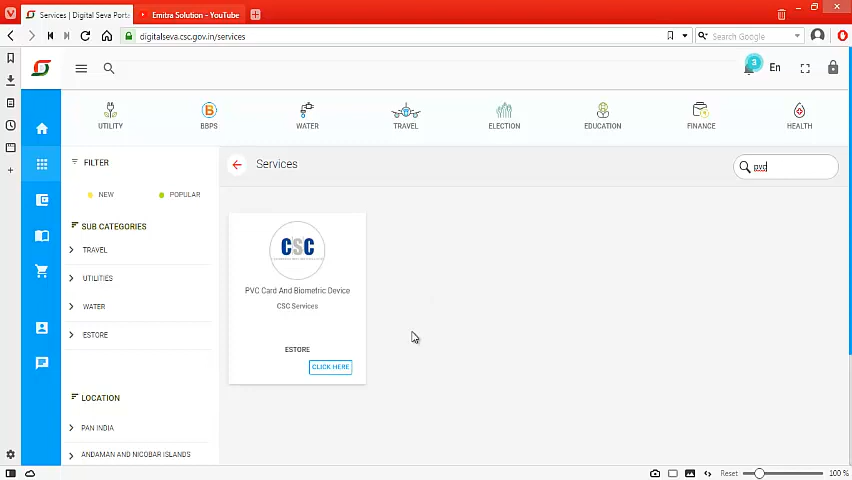 Services | Digital Seva Porta
Emitra Solution - YouTube
digitalseva.csc.gov.in/services
Search Google
3
En
UTILITY
BBPS
WATER
TRAVEL
ELECTION
EDUCATION
FINANCE
HEALTH
FILTER
Services
pvc
NEW
POPULAR
SUB CATEGORIES
TRAVEL
UTILITIES
WATER
ESTORE
CSC
PVC Card And Biometric Device
CSC Services
ESTORE
CLICK HERE
LOCATION
PAN INDIA
ANDAMAN AND NICOBAR ISLANDS
Reset
100 %